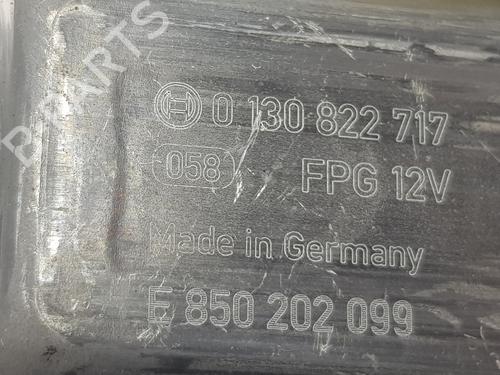 B-PARTS
0 130 822 717
058 FPG 12V
Made in Germany
E 850 202 099